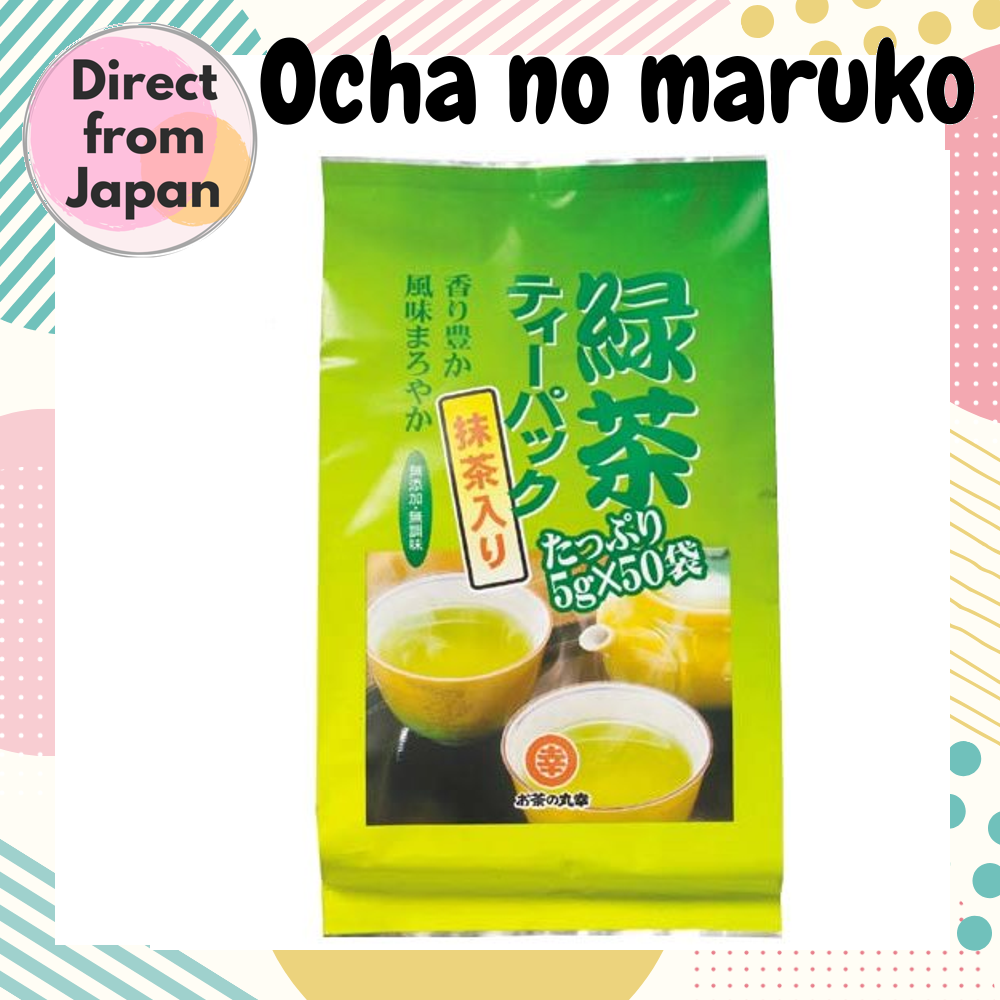 Direct
from
Japan
Ocha no maruko
緑茶
ティーパック
香り豊か
風味まろやか
抹茶入り
無添加・無調味
たっぷり
5g×50袋
幸
お茶の丸幸